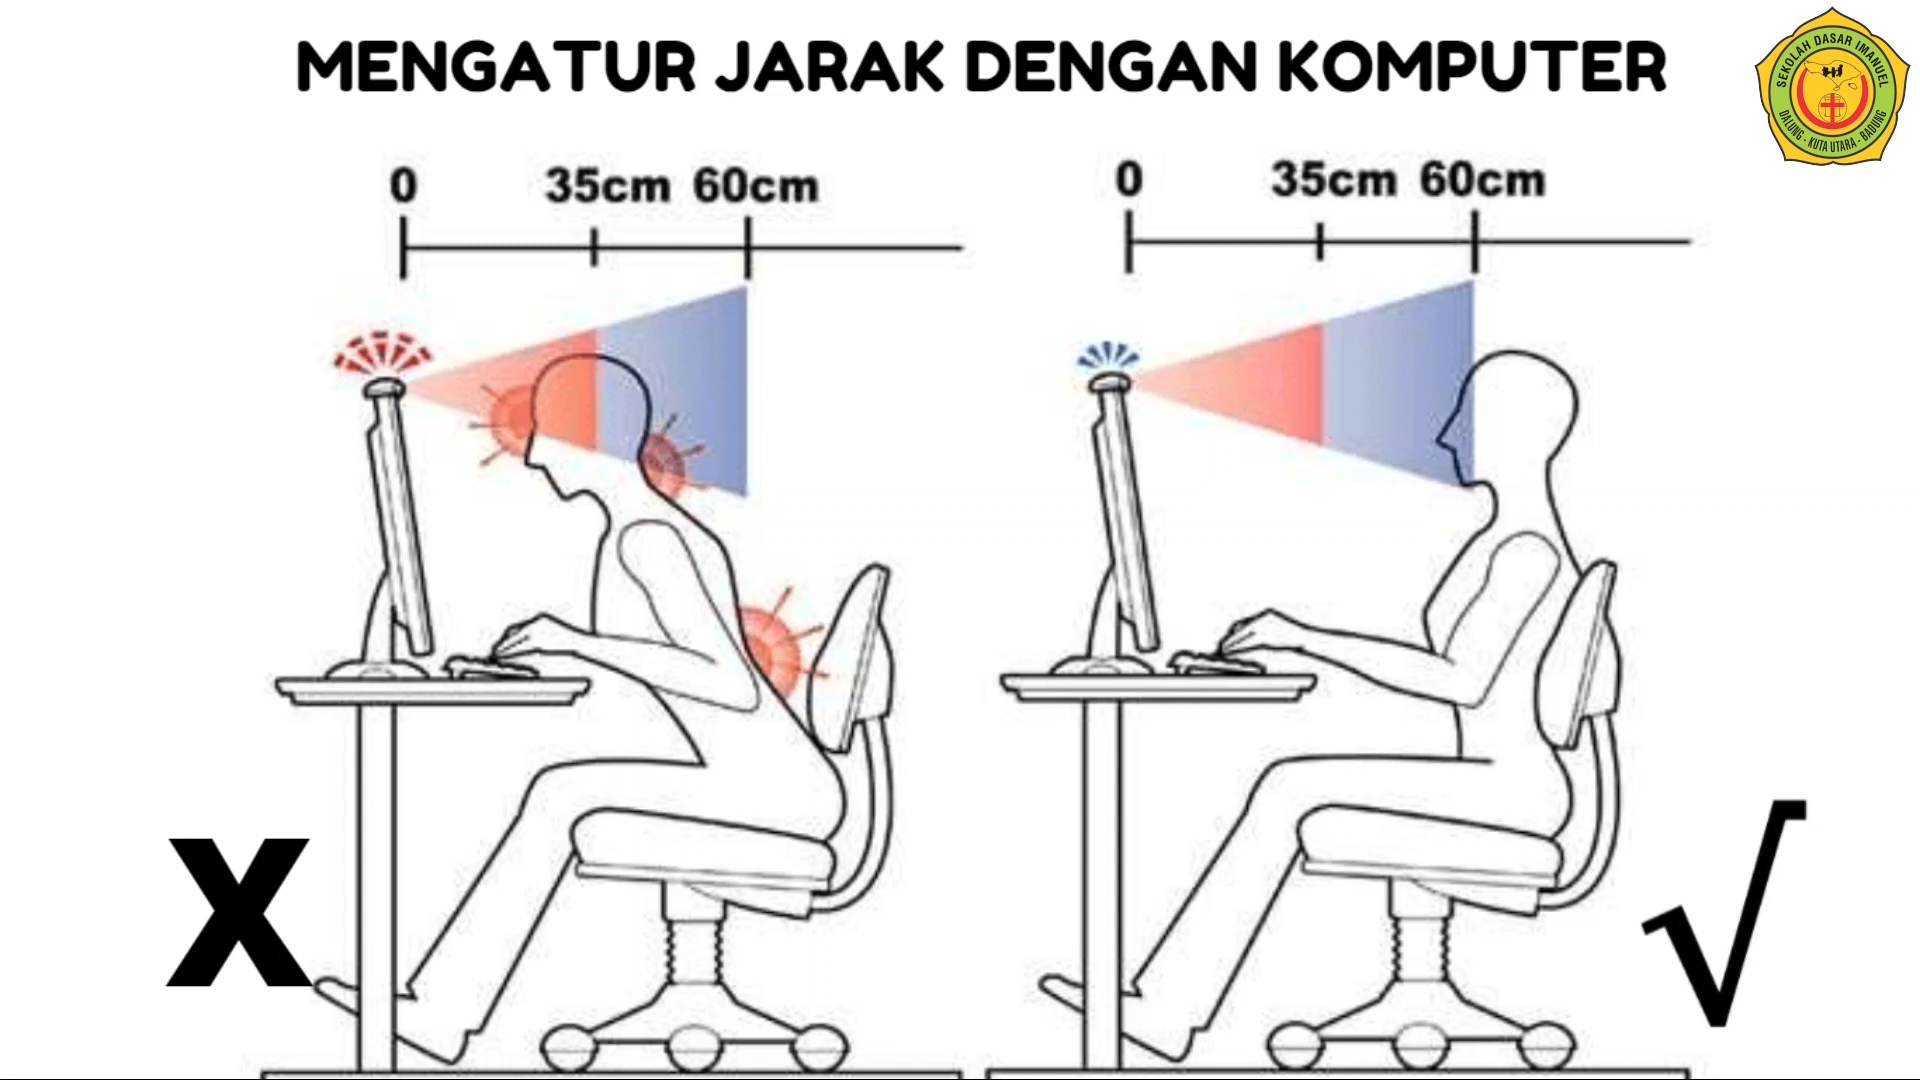 MENGATUR JARAK DENGAN KOMPUTER
SEKOLAH DASAR IMANUEL
DALUNG - KUTA UTARA - BADUNG
0 35cm 60cm
0 35cm 60cm
X
√